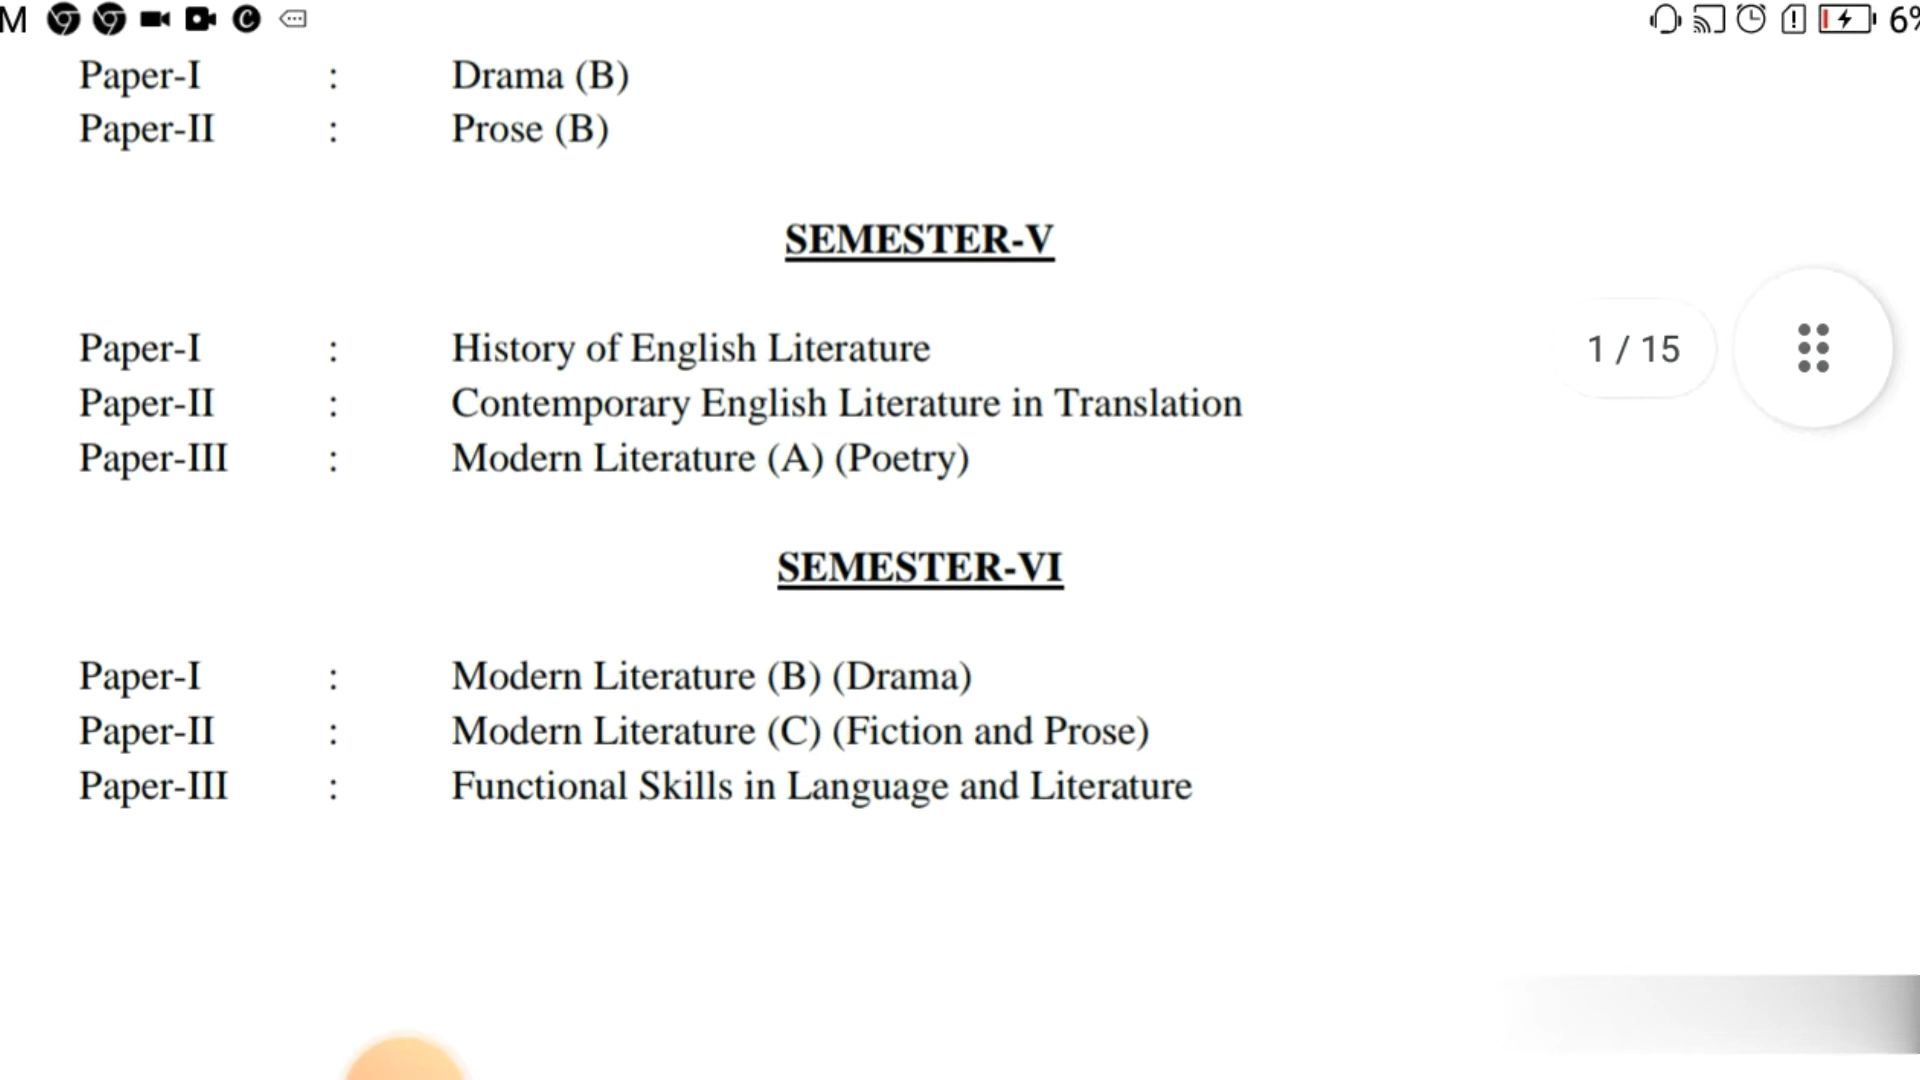 M
6%
Paper-I : Drama (B)
Paper-II : Prose (B)
SEMESTER-V
Paper-I : History of English Literature
Paper-II : Contemporary English Literature in Translation
Paper-III : Modern Literature (A) (Poetry)
1 / 15
SEMESTER-VI
Paper-I : Modern Literature (B) (Drama)
Paper-II : Modern Literature (C) (Fiction and Prose)
Paper-III : Functional Skills in Language and Literature